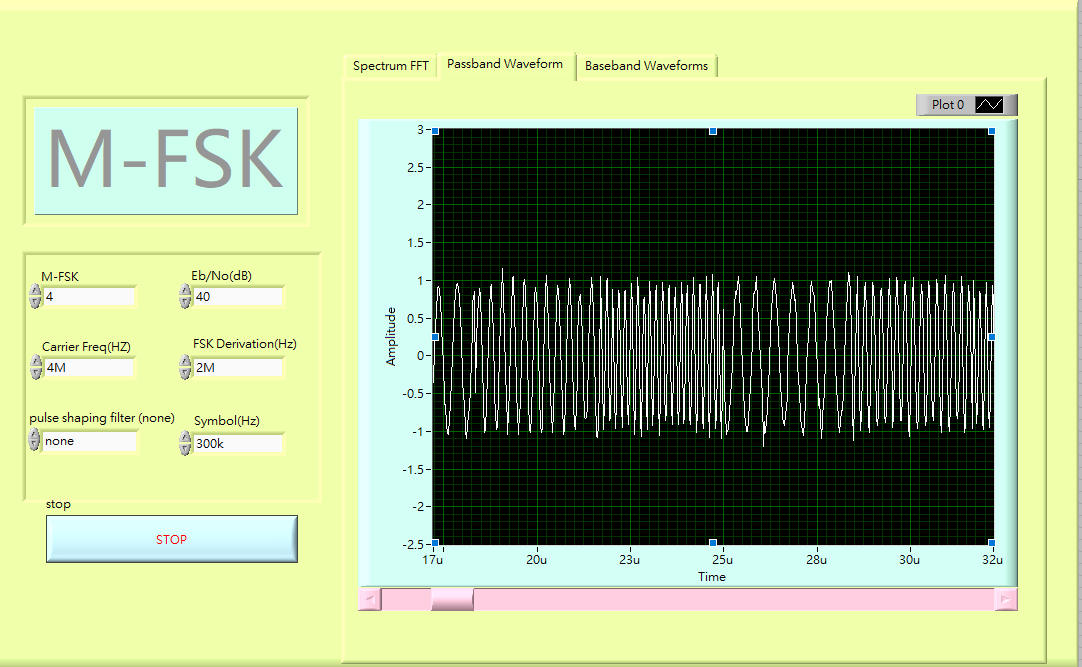 Spectrum FFT
Passband Waveform
Baseband Waveforms
M-FSK
Plot 0
M-FSK
4
Eb/No(dB)
40
Carrier Freq(HZ)
4M
FSK Derivation(Hz)
2M
pulse shaping filter (none)
none
Symbol(Hz)
300k
stop
STOP
Amplitude
3
2.5
2
1.5
1
0.5
0
-0.5
-1
-1.5
-2
-2.5
17u 20u 23u 25u 28u 30u 32u
Time